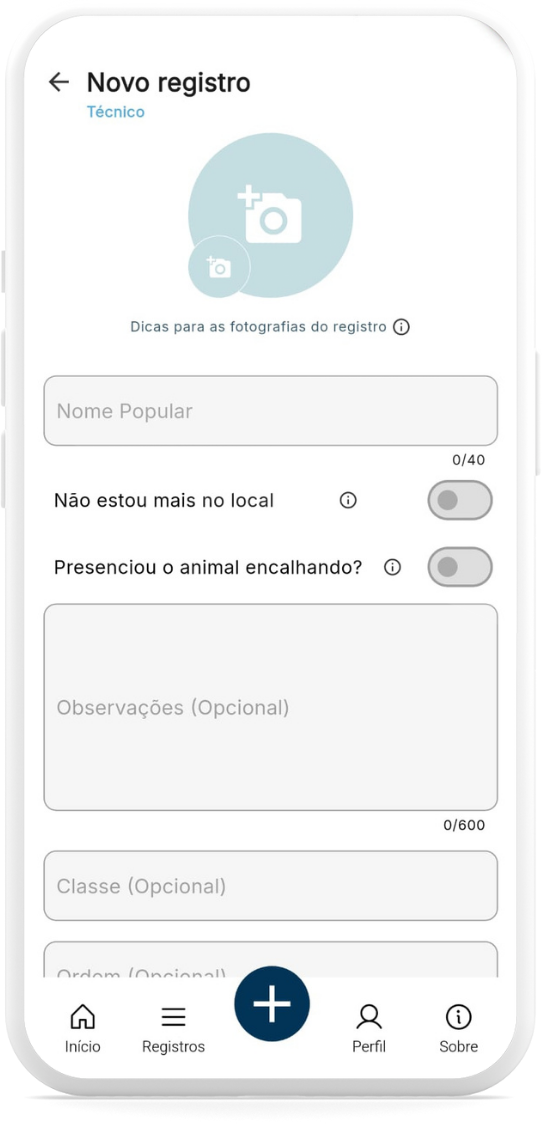 Novo registro
Técnico
Dicas para as fotografias do registro
Nome Popular
0/40
Não estou mais no local
Presenciou o animal encalhando?
Observações (Opcional)
0/600
Classe (Opcional)
Ordem (Opcional)
Início
Registros
Perfil
Sobre